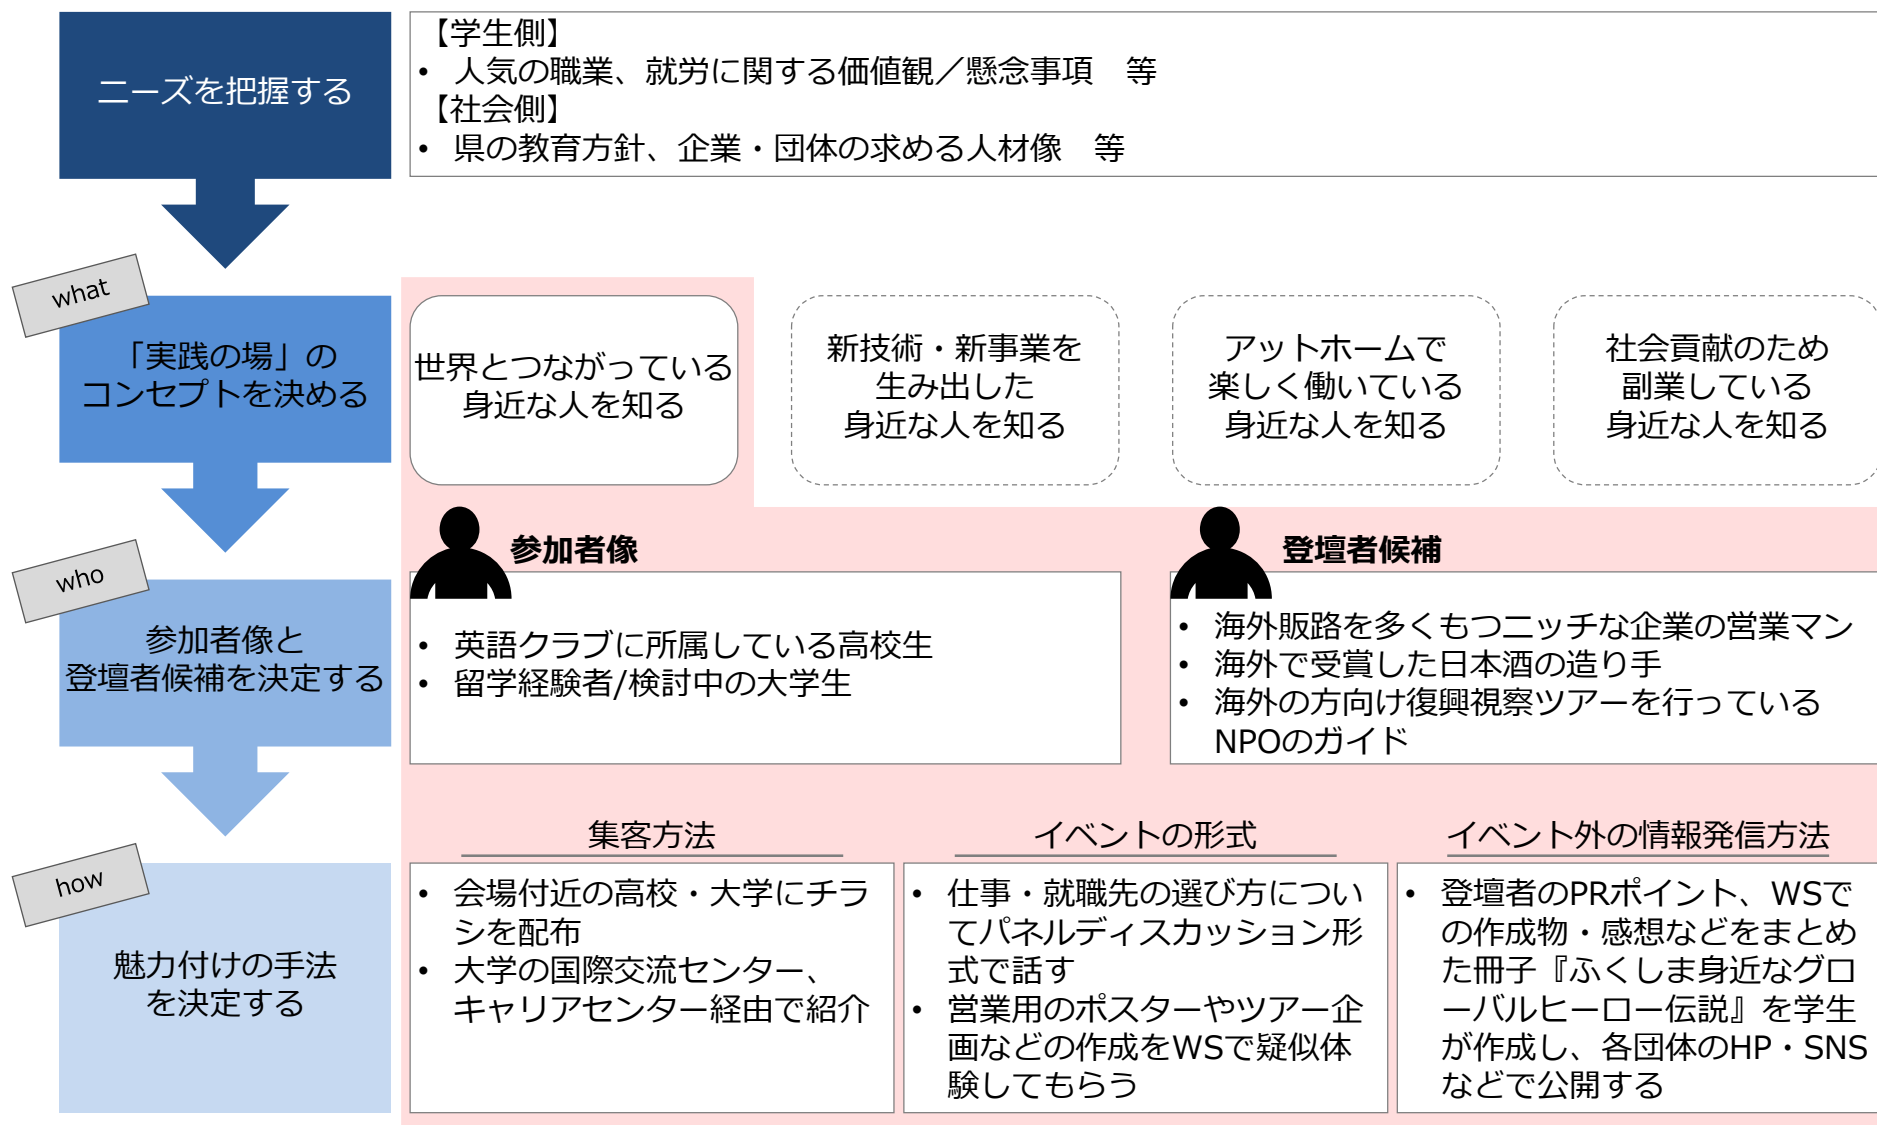 ニーズを把握する
【学生側】
• 人気の職業、就労に関する価値観／懸念事項　等
【社会側】
• 県の教育方針、企業・団体の求める人材像　等
what
「実践の場」の
コンセプトを決める
世界とつながっている
身近な人を知る
新技術・新事業を
生み出した
身近な人を知る
アットホームで
楽しく働いている
身近な人を知る
社会貢献のため
副業している
身近な人を知る
who
参加者像と
登壇者候補を決定する
参加者像
• 英語クラブに所属している高校生
• 留学経験者/検討中の大学生
登壇者候補
• 海外販路を多くもつニッチな企業の営業マン
• 海外で受賞した日本酒の造り手
• 海外の方向け復興視察ツアーを行っている
NPOのガイド
how
魅力付けの手法
を決定する
集客方法
• 会場付近の高校・大学にチラ
シを配布
• 大学の国際交流センター、
キャリアセンター経由で紹介
イベントの形式
• 仕事・就職先の選び方につい
てパネルディスカッション形
式で話す
• 営業用のポスターやツアー企
画などの作成をWSで疑似体
験してもらう
イベント外の情報発信方法
• 登壇者のPRポイント、WSで
の作成物・感想などをまとめ
た冊子『ふくしま身近なグロ
ーバルヒーロー伝説』を学生
が作成し、各団体のHP・SNS
などで公開する